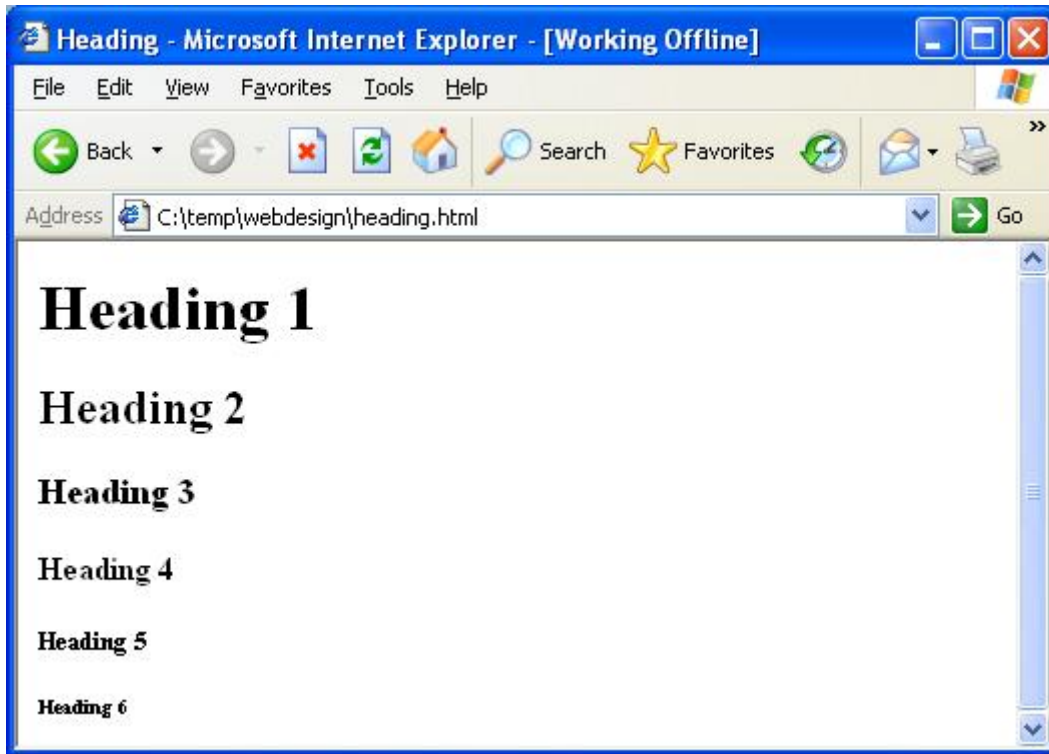 Heading - Microsoft Internet Explorer - [Working Offline]
File Edit View Favorites Tools Help
Back Search Favorites »
Address C:\temp\webdesign\heading.html Go
Heading 1
Heading 2
Heading 3
Heading 4
Heading 5
Heading 6